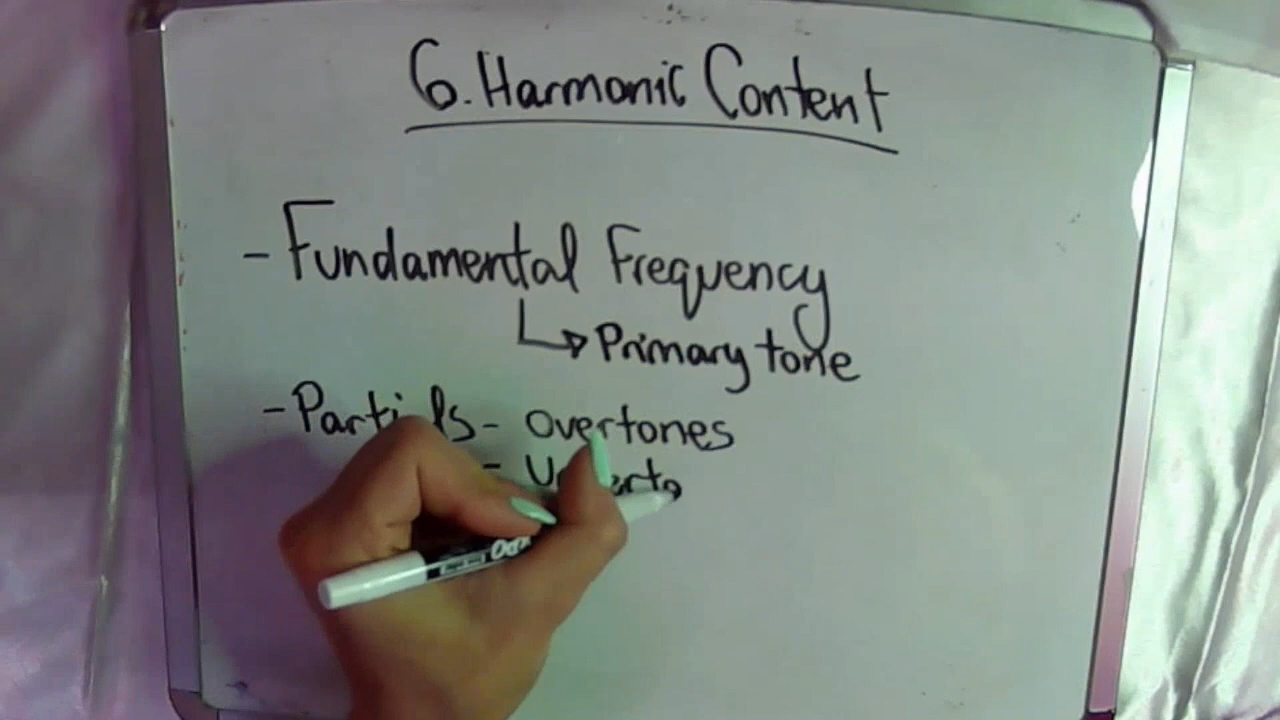 6. Harmonic Content
- Fundamental Frequency
↳ Primary tone
- Partials - Overtones
-